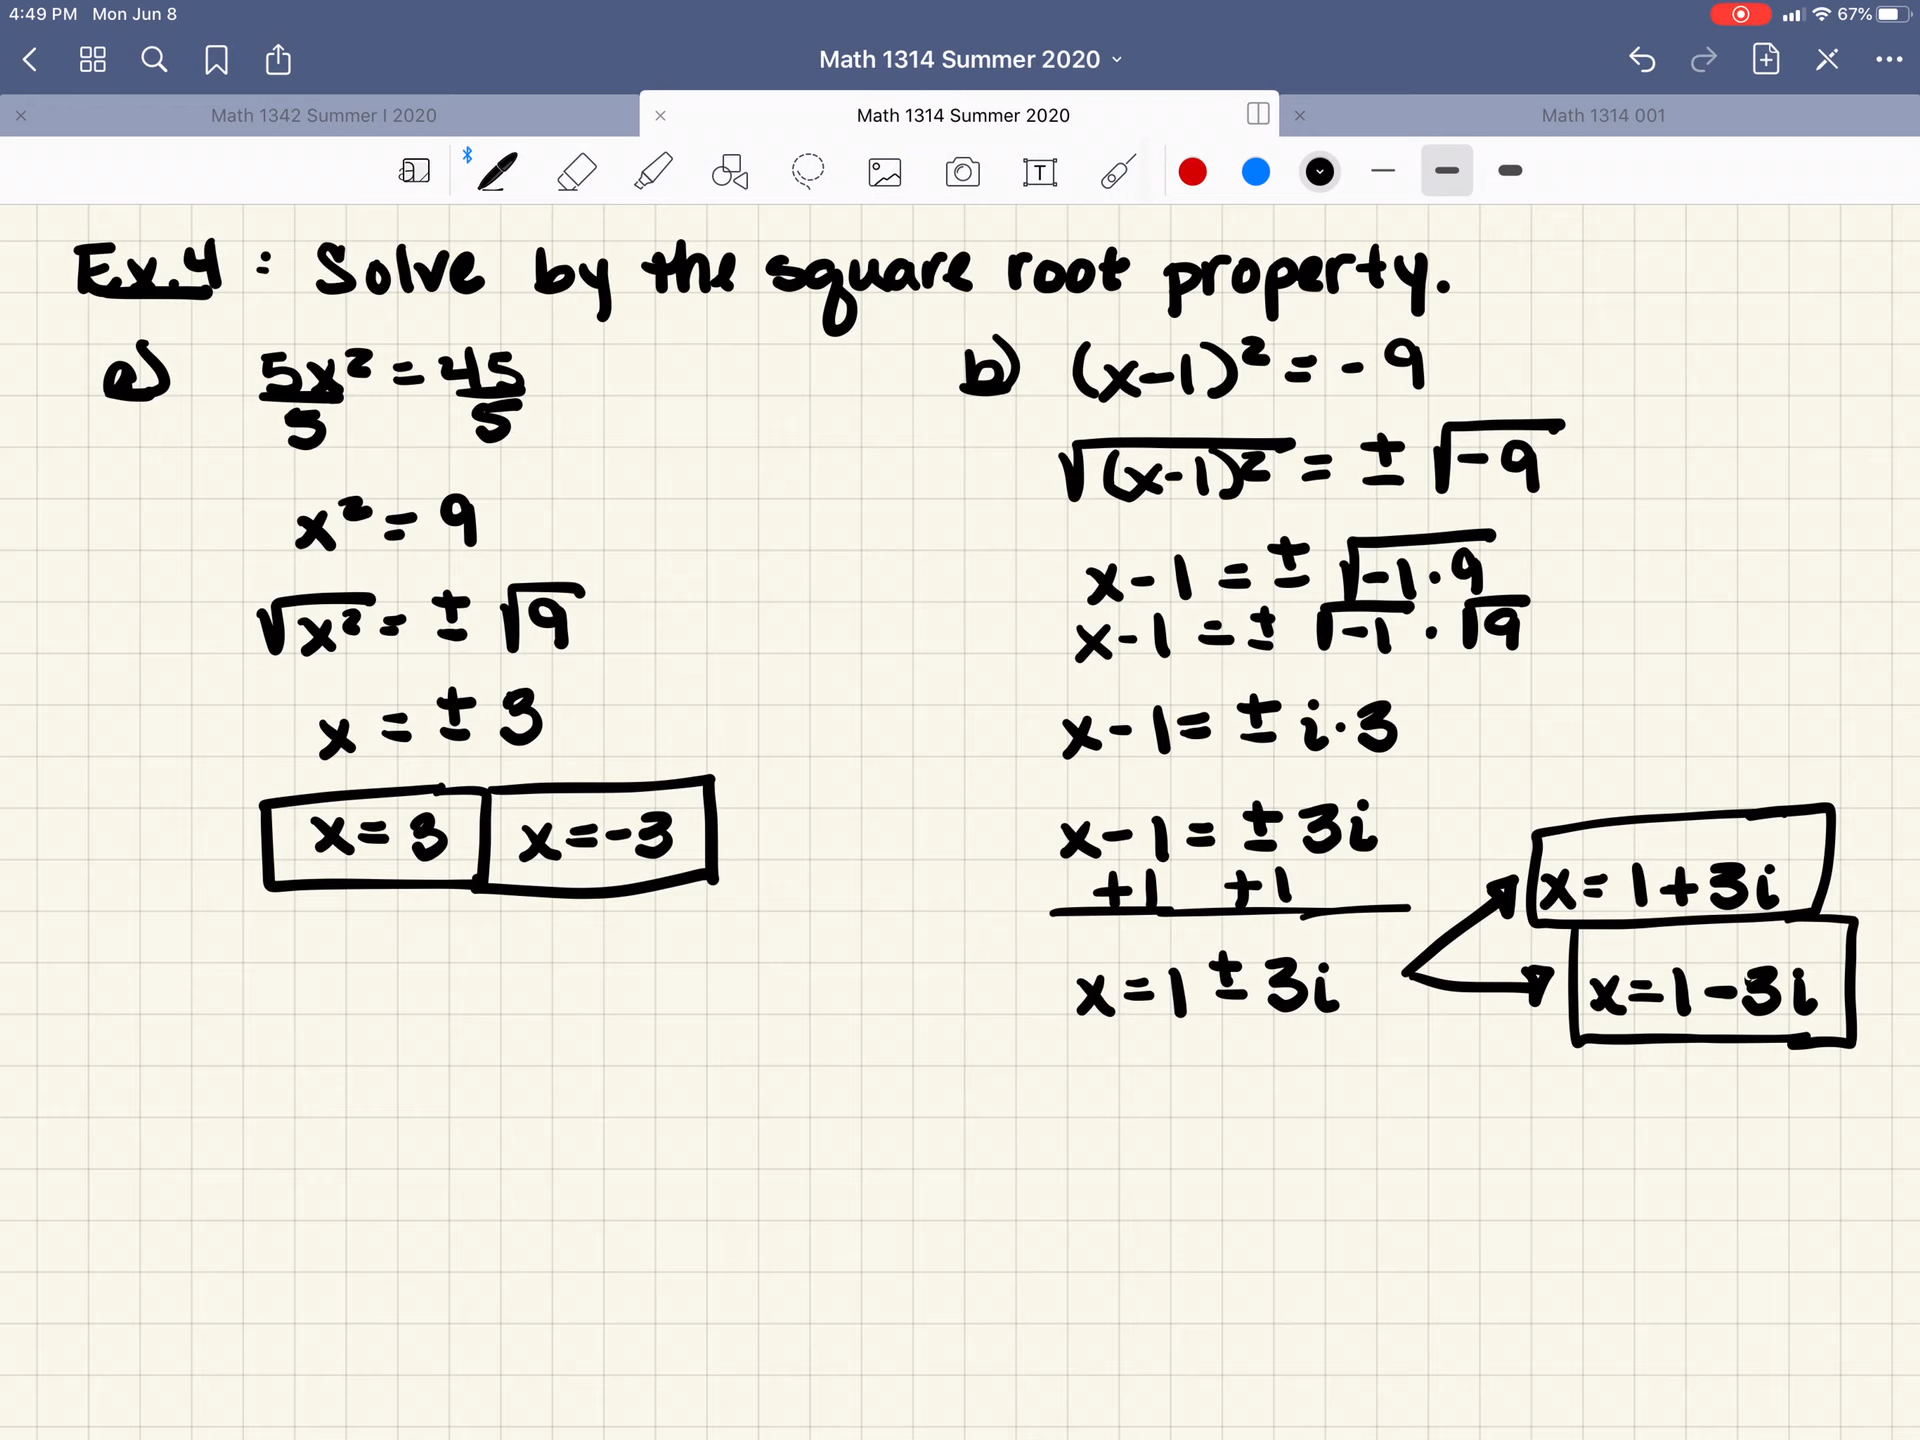 4:49 PM Mon Jun 8
67%
Math 1314 Summer 2020
Math 1342 Summer I 2020
Math 1314 Summer 2020
Math 1314 001
Ex.4 : Solve by the square root property.
a) 5x² = 45
5 5
x² = 9
√x² = ± √9
x = ± 3
x = 3 x = -3
b) (x-1)² = -9
√(x-1)² = ± √-9
x-1 = ± √-1·9
x-1 = ± √-1 · √9
x-1 = ± i·3
x-1 = ± 3i
+1 +1
x = 1 ± 3i
x = 1+3i
x = 1-3i